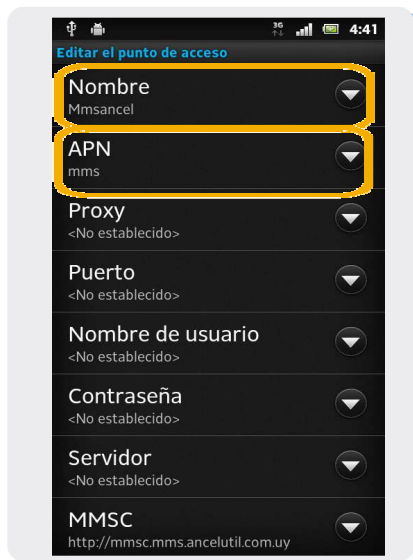 3G 4:41
Editar el punto de acceso
Nombre
Mmsancel
APN
mms
Proxy
<No establecido>
Puerto
<No establecido>
Nombre de usuario
<No establecido>
Contraseña
<No establecido>
Servidor
<No establecido>
MMSC
http://mmsc.mms.ancelutil.com.uy